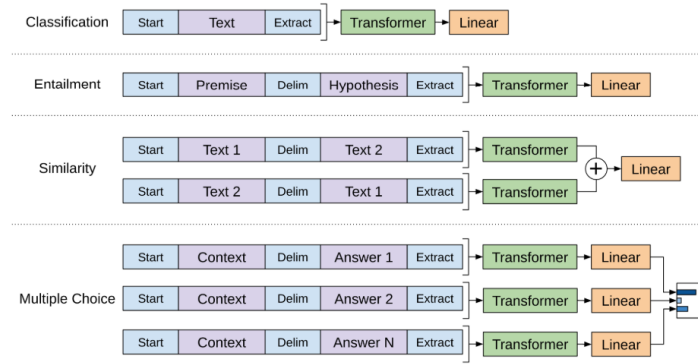 Classification Start Text Extract Transformer Linear
Entailment Start Premise Delim Hypothesis Extract Transformer Linear
Similarity
Start Text 1 Delim Text 2 Extract Transformer
+ Linear
Start Text 2 Delim Text 1 Extract Transformer
Multiple Choice
Start Context Delim Answer 1 Extract Transformer Linear
Start Context Delim Answer 2 Extract Transformer Linear
Start Context Delim Answer N Extract Transformer Linear